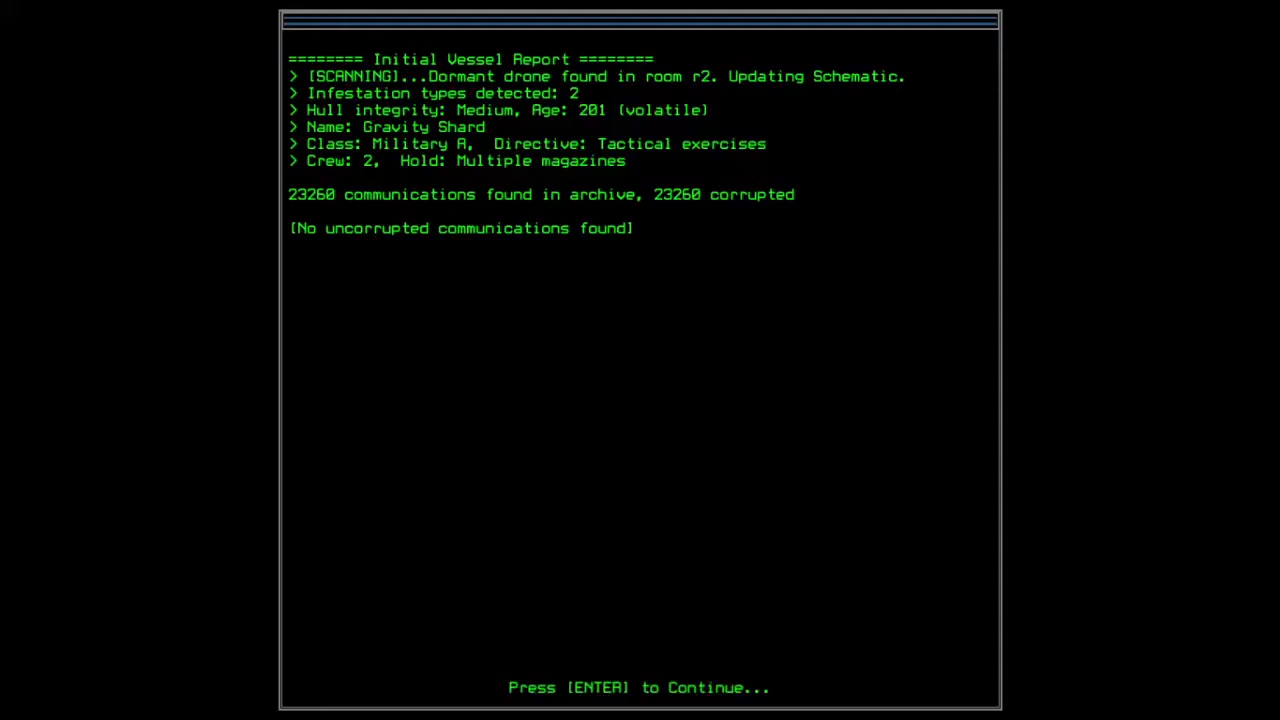 ======== Initial Vessel Report ========
> [SCANNING]...Dormant drone found in room r2. Updating Schematic.
> Infestation types detected: 2
> Hull integrity: Medium, Age: 201 (volatile)
> Name: Gravity Shard
> Class: Military A,  Directive: Tactical exercises
> Crew: 2,  Hold: Multiple magazines
23260 communications found in archive, 23260 corrupted
[No uncorrupted communications found]
Press [ENTER] to Continue...